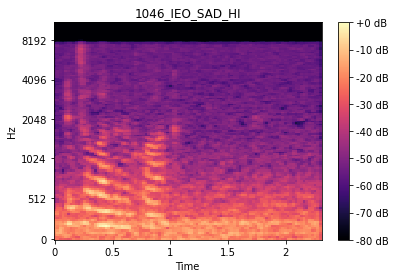 1046_IEO_SAD_HI
+0 dB
8192
-10 dB
4096
-20 dB
-30 dB
2048
Hz
-40 dB
1024
-50 dB
512
-60 dB
-70 dB
0
-80 dB
0 0.5 1 1.5 2
Time